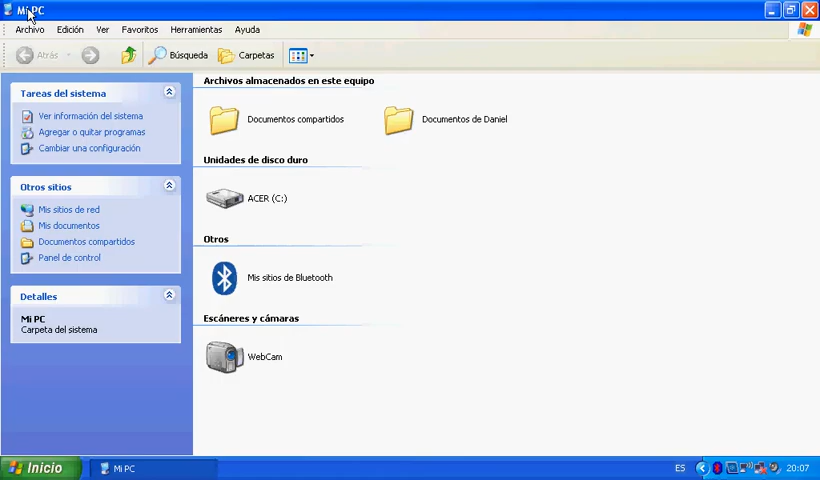 Mi PC
Archivo Edición Ver Favoritos Herramientas Ayuda
Atrás Búsqueda Carpetas
Tareas del sistema
Ver información del sistema
Agregar o quitar programas
Cambiar una configuración
Otros sitios
Mis sitios de red
Mis documentos
Documentos compartidos
Panel de control
Detalles
Mi PC
Carpeta del sistema
Archivos almacenados en este equipo
Documentos compartidos Documentos de Daniel
Unidades de disco duro
ACER (C:)
Otros
Mis sitios de Bluetooth
Escáneres y cámaras
WebCam
Inicio Mi PC ES 20:07